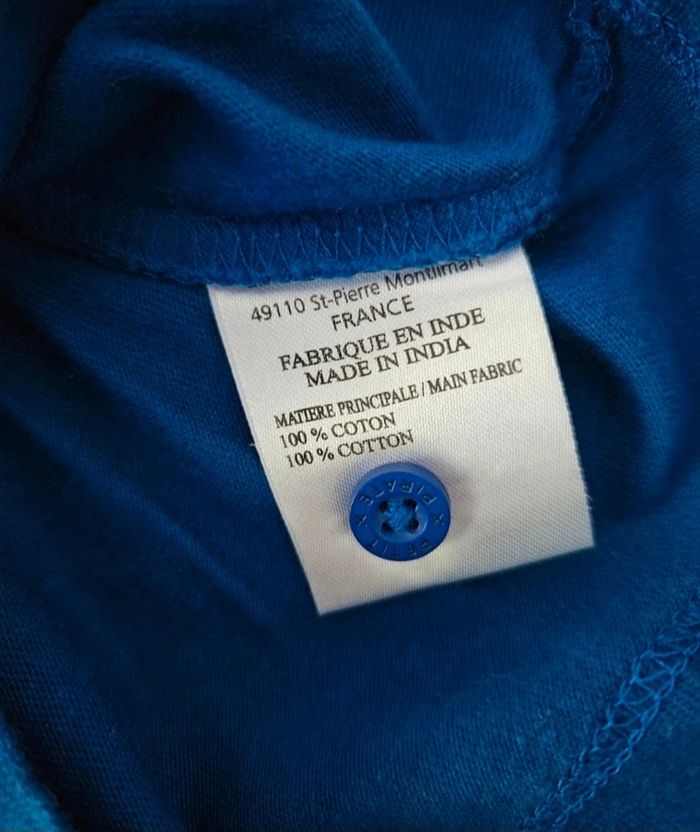 49110 St-Pierre Montlimart
FRANCE
FABRIQUE EN INDE
MADE IN INDIA
MATIERE PRINCIPALE / MAIN FABRIC
100 % COTON
100 % COTTON
PETIT × PIRATE ×